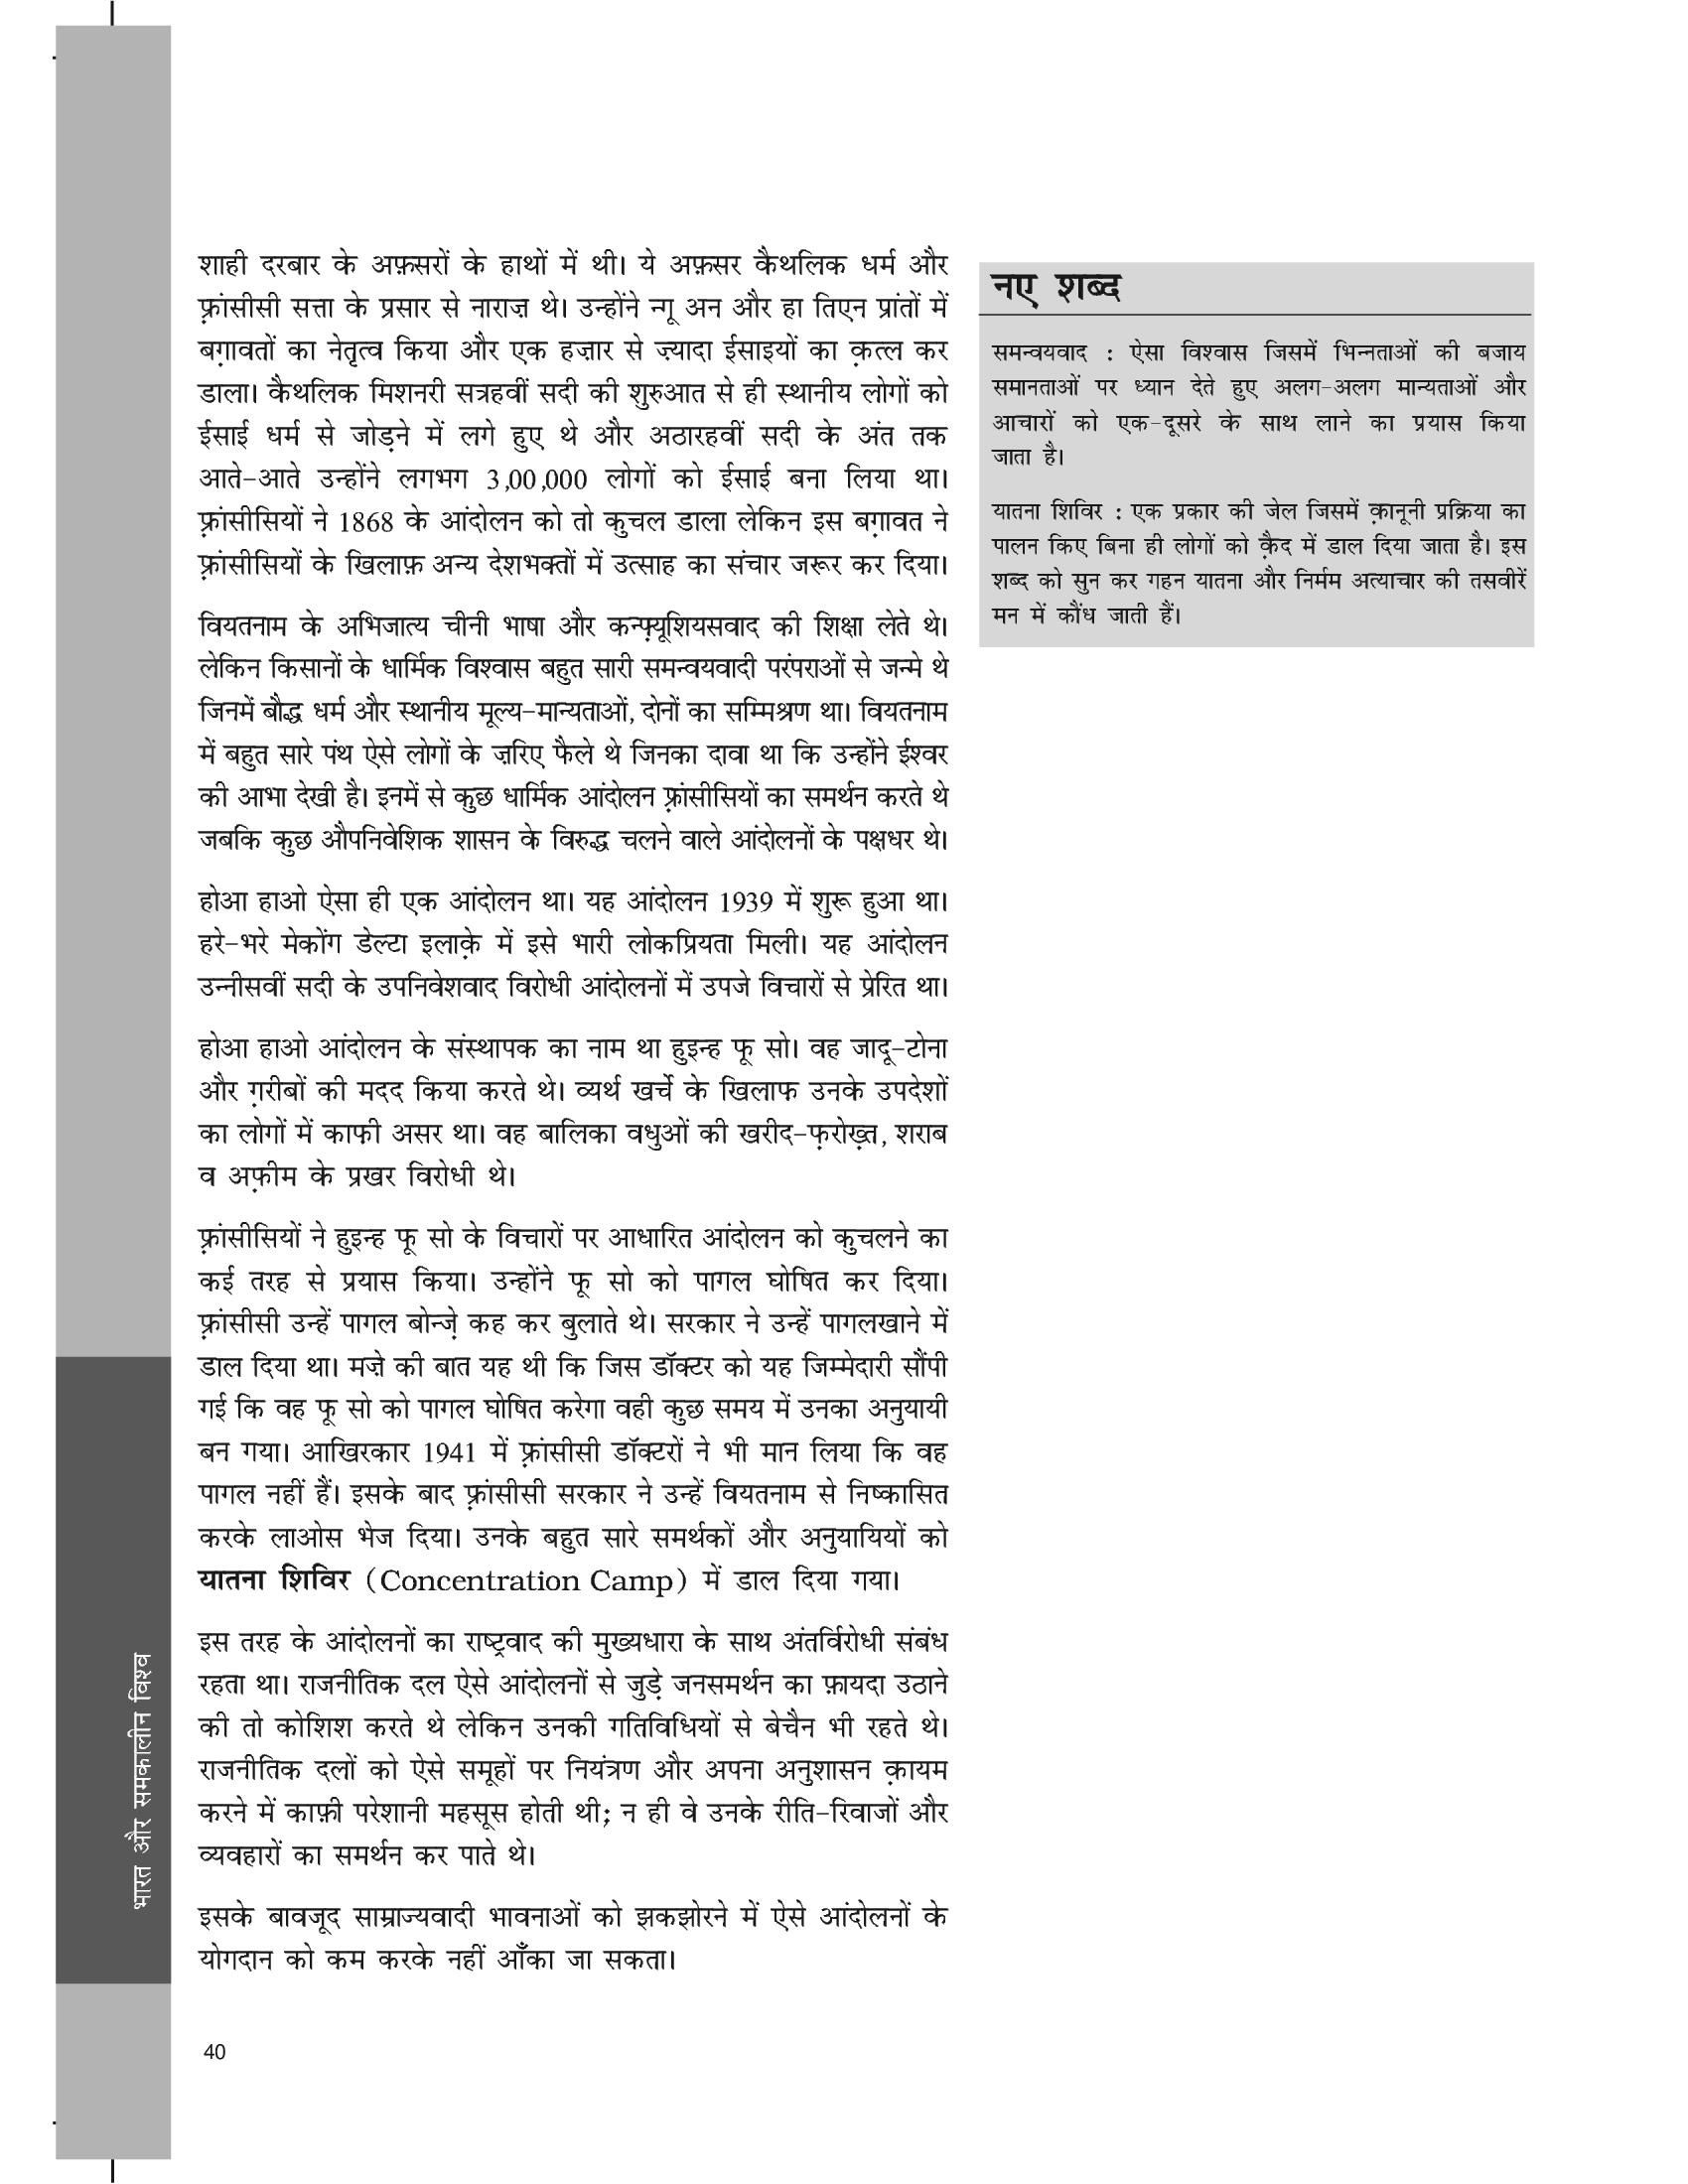 शाही दरबार के अफ़सरों के हाथों में थी। ये अफ़सर कैथलिक धर्म और
फ़्रांसीसी सत्ता के प्रसार से नाराज़ थे। उन्होंने न्गू अन और हा तिएन प्रांतों में
बग़ावतों का नेतृत्व किया और एक हज़ार से ज़्यादा ईसाइयों का क़त्ल कर
डाला। कैथलिक मिशनरी सत्रहवीं सदी की शुरुआत से ही स्थानीय लोगों को
ईसाई धर्म से जोड़ने में लगे हुए थे और अठारहवीं सदी के अंत तक
आते-आते उन्होंने लगभग 3,00,000 लोगों को ईसाई बना लिया था।
फ़्रांसीसियों ने 1868 के आंदोलन को तो कुचल डाला लेकिन इस बग़ावत ने
फ़्रांसीसियों के खिलाफ़ अन्य देशभक्तों में उत्साह का संचार जरूर कर दिया।
वियतनाम के अभिजात्य चीनी भाषा और कन्फ़्यूशियसवाद की शिक्षा लेते थे।
लेकिन किसानों के धार्मिक विश्वास बहुत सारी समन्वयवादी परंपराओं से जन्मे थे
जिनमें बौद्ध धर्म और स्थानीय मूल्य-मान्यताओं, दोनों का सम्मिश्रण था। वियतनाम
में बहुत सारे पंथ ऐसे लोगों के ज़रिए फैले थे जिनका दावा था कि उन्होंने ईश्वर
की आभा देखी है। इनमें से कुछ धार्मिक आंदोलन फ़्रांसीसियों का समर्थन करते थे
जबकि कुछ औपनिवेशिक शासन के विरुद्ध चलने वाले आंदोलनों के पक्षधर थे।
होआ हाओ ऐसा ही एक आंदोलन था। यह आंदोलन 1939 में शुरू हुआ था।
हरे-भरे मेकोंग डेल्टा इलाक़े में इसे भारी लोकप्रियता मिली। यह आंदोलन
उन्नीसवीं सदी के उपनिवेशवाद विरोधी आंदोलनों में उपजे विचारों से प्रेरित था।
होआ हाओ आंदोलन के संस्थापक का नाम था हुइन्ह फू सो। वह जादू-टोना
और ग़रीबों की मदद किया करते थे। व्यर्थ खर्चे के खिलाफ उनके उपदेशों
का लोगों में काफी असर था। वह बालिका वधुओं की खरीद-फ़रोख़्त, शराब
व अफ़ीम के प्रखर विरोधी थे।
फ़्रांसीसियों ने हुइन्ह फू सो के विचारों पर आधारित आंदोलन को कुचलने का
कई तरह से प्रयास किया। उन्होंने फू सो को पागल घोषित कर दिया।
फ़्रांसीसी उन्हें पागल बोन्ज़े कह कर बुलाते थे। सरकार ने उन्हें पागलखाने में
डाल दिया था। मज़े की बात यह थी कि जिस डॉक्टर को यह जिम्मेदारी सौंपी
गई कि वह फू सो को पागल घोषित करेगा वही कुछ समय में उनका अनुयायी
बन गया। आखिरकार 1941 में फ़्रांसीसी डॉक्टरों ने भी मान लिया कि वह
पागल नहीं हैं। इसके बाद फ़्रांसीसी सरकार ने उन्हें वियतनाम से निष्कासित
करके लाओस भेज दिया। उनके बहुत सारे समर्थकों और अनुयायियों को
यातना शिविर (Concentration Camp) में डाल दिया गया।
इस तरह के आंदोलनों का राष्ट्रवाद की मुख्यधारा के साथ अंतर्विरोधी संबंध
रहता था। राजनीतिक दल ऐसे आंदोलनों से जुड़े जनसमर्थन का फ़ायदा उठाने
की तो कोशिश करते थे लेकिन उनकी गतिविधियों से बेचैन भी रहते थे।
राजनीतिक दलों को ऐसे समूहों पर नियंत्रण और अपना अनुशासन क़ायम
करने में काफ़ी परेशानी महसूस होती थी; न ही वे उनके रीति-रिवाजों और
व्यवहारों का समर्थन कर पाते थे।
इसके बावजूद साम्राज्यवादी भावनाओं को झकझोरने में ऐसे आंदोलनों के
योगदान को कम करके नहीं आँका जा सकता।
नए शब्द
समन्वयवाद : ऐसा विश्वास जिसमें भिन्नताओं की बजाय
समानताओं पर ध्यान देते हुए अलग-अलग मान्यताओं और
आचारों को एक-दूसरे के साथ लाने का प्रयास किया
जाता है।
यातना शिविर : एक प्रकार की जेल जिसमें क़ानूनी प्रक्रिया का
पालन किए बिना ही लोगों को क़ैद में डाल दिया जाता है। इस
शब्द को सुन कर गहन यातना और निर्मम अत्याचार की तसवीरें
मन में कौंध जाती हैं।
भारत और समकालीन विश्व
40